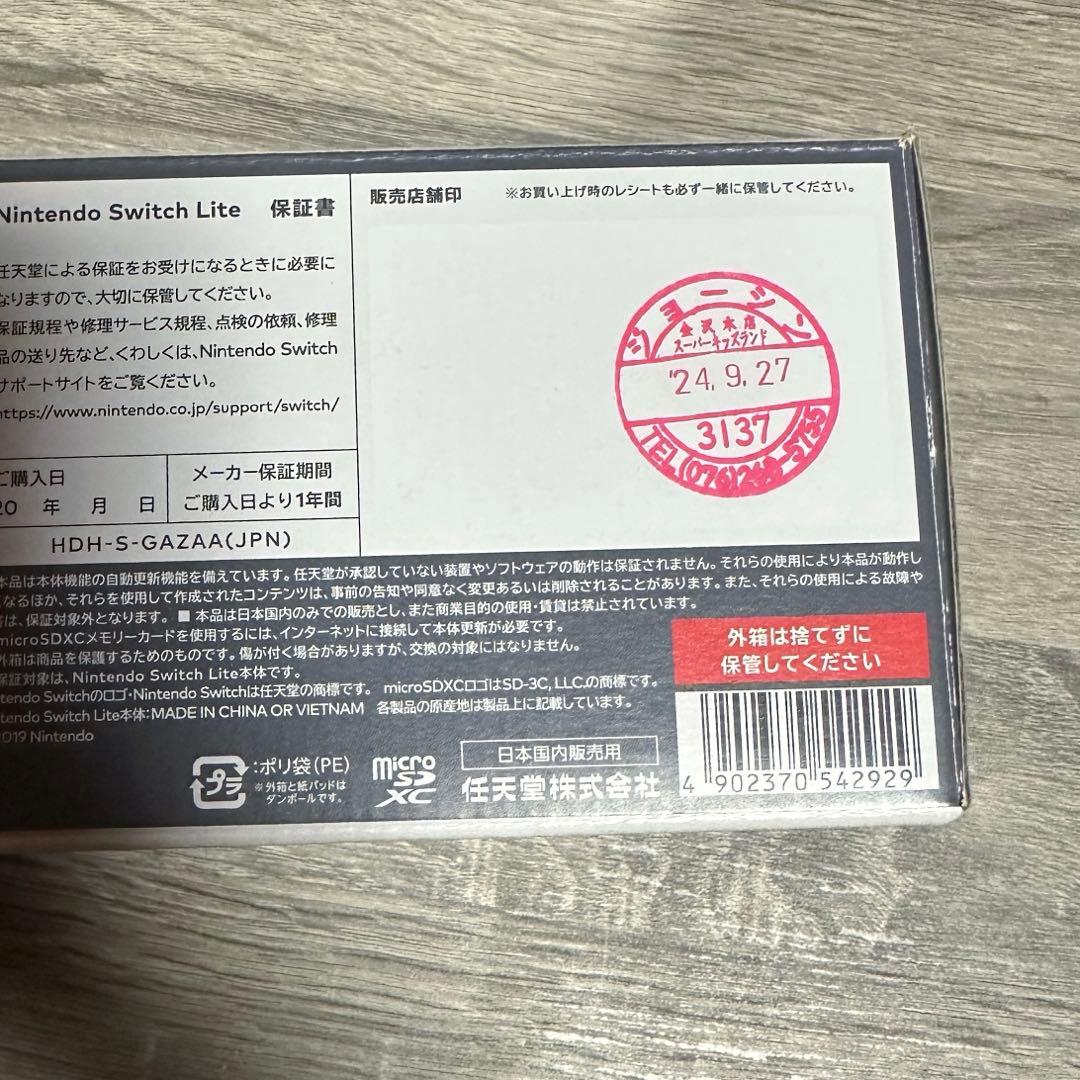 Nintendo Switch Lite 保証書
任天堂による保証をお受けになるときに必要に
なりますので、大切に保管してください。
保証規程や修理サービス規程、点検の依頼、修理
品の送り先など、くわしくは、Nintendo Switch
サポートサイトをご覧ください。
https://www.nintendo.co.jp/support/switch/
ご購入日
20 年 月 日
メーカー保証期間
ご購入日より1年間
HDH-S-GAZAA(JPN)
販売店舗印
※お買い上げ時のレシートも必ず一緒に保管してください。
ジョーシン
金沢本店
スーパーキッズランド
'24.9.27
3137
TEL(076)
本品は本体機能の自動更新機能を備えています。任天堂が承認していない装置やソフトウェアの動作は保証されません。それらの使用により本品が動作し
なくなるほか、それらを使用して作成されたコンテンツは、事前の告知や同意なく変更あるいは削除されることがあります。また、それらの使用による故障や
は、保証対象外となります。 ■ 本品は日本国内のみでの販売とし、また商業目的の使用・賃貸は禁止されています。
microSDXCメモリーカードを使用するには、インターネットに接続して本体更新が必要です。
外箱は商品を保護するためのものです。傷が付く場合がありますが、交換の対象にはなりません。
保証対象は、Nintendo Switch Lite本体です。
ntendo Switchのロゴ・Nintendo Switchは任天堂の商標です。 microSDXCロゴはSD-3C, LLC.の商標です。
ntendo Switch Lite本体:MADE IN CHINA OR VIETNAM 各製品の原産地は製品上に記載しています。
2019 Nintendo
プラ
:ポリ袋(PE)
※外箱と紙パッドは
ダンボールです。
micro
SD
XC
日本国内販売用
任天堂株式会社
外箱は捨てずに
保管してください
4 902370 542929